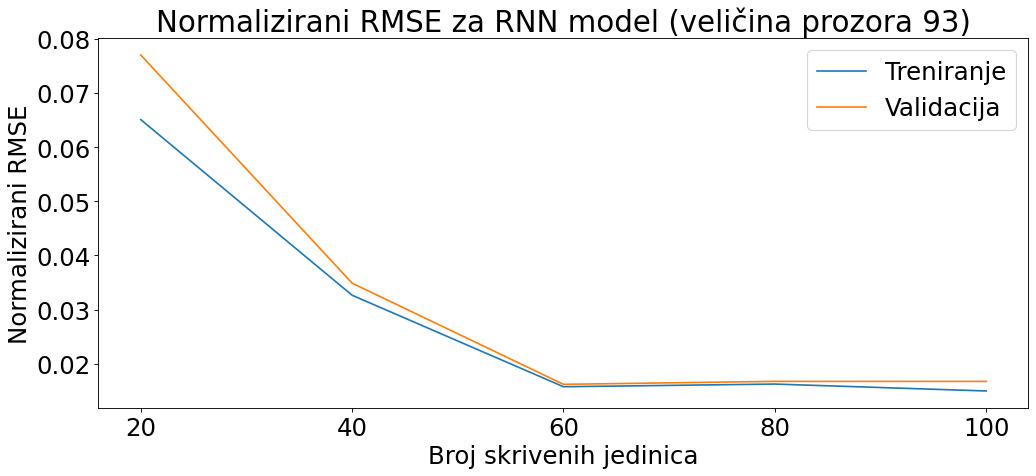 Normalizirani RMSE za RNN model (veličina prozora 93)
Treniranje
Validacija
Normalizirani RMSE
0.08
0.07
0.06
0.05
0.04
0.03
0.02
20 40 60 80 100
Broj skrivenih jedinica